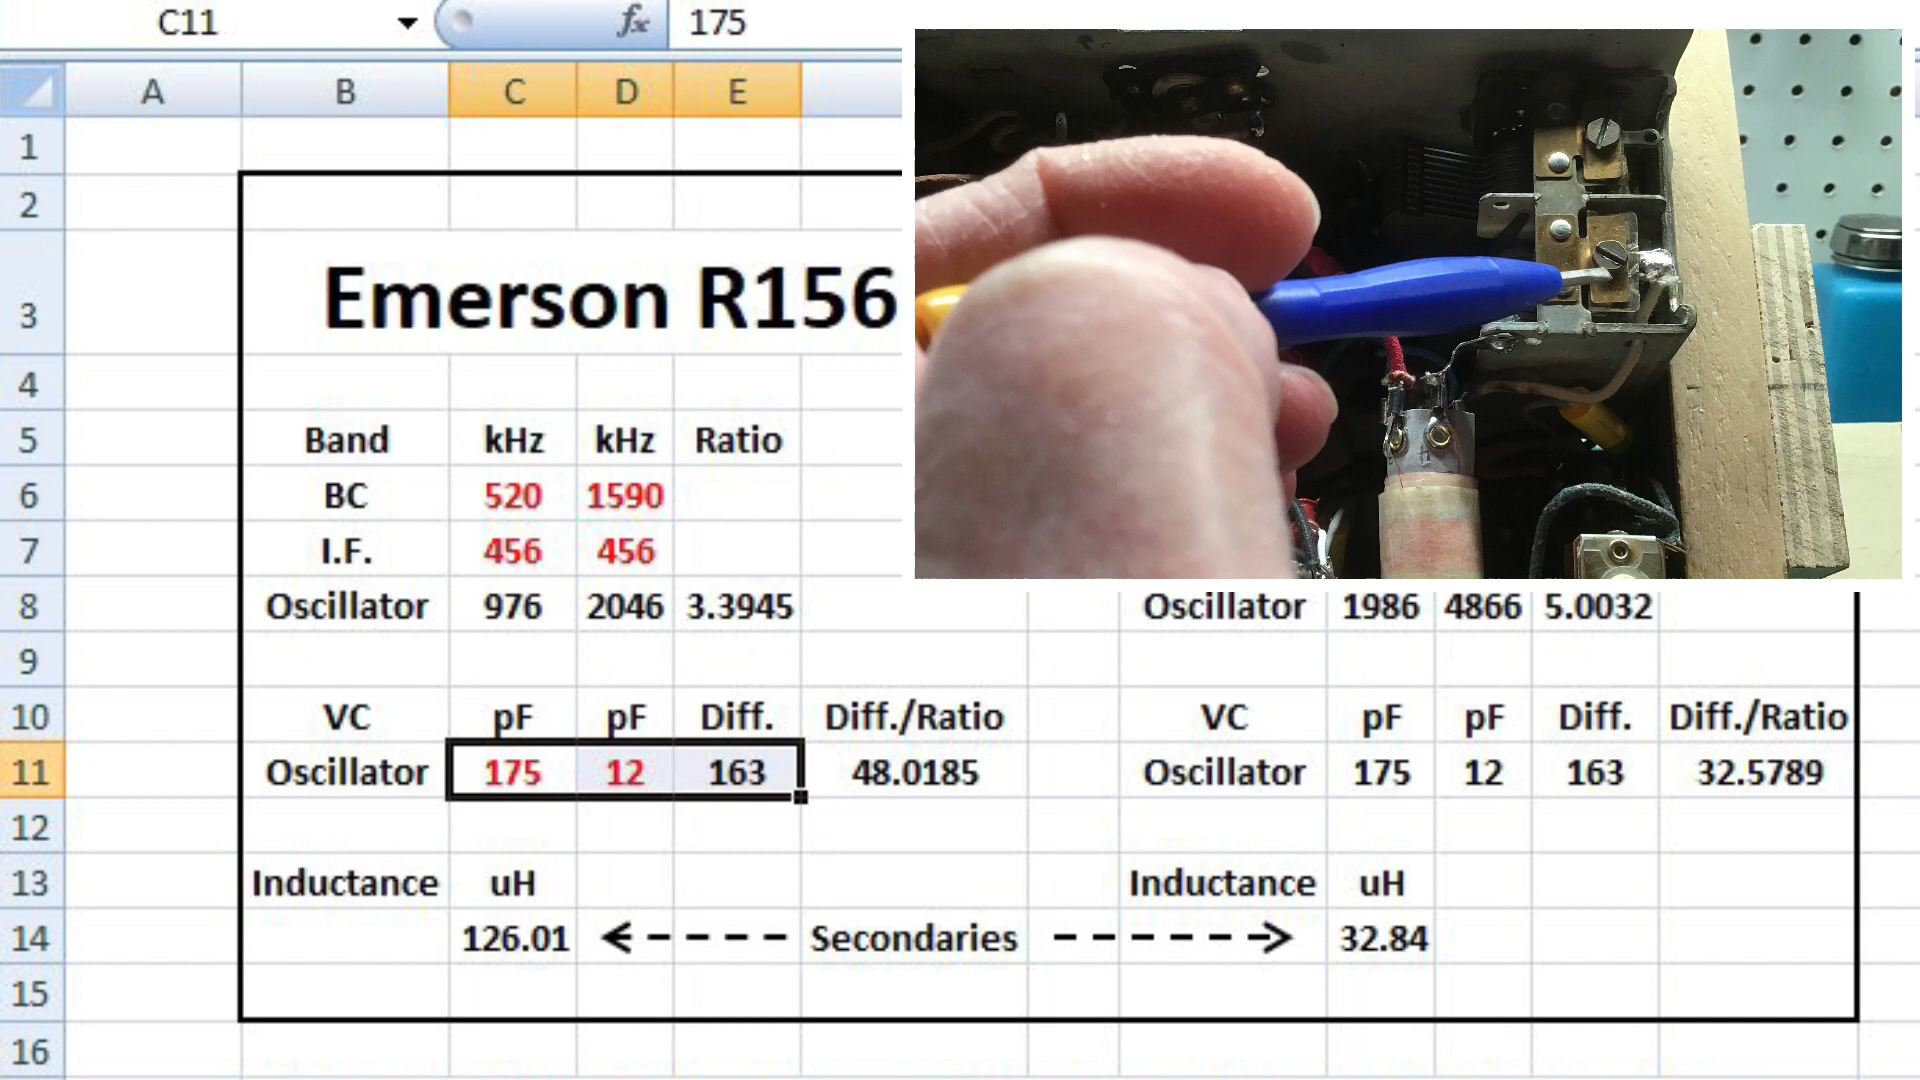 C11 fx 175
A B C D E
1
2
3 Emerson R156
4
5 Band kHz kHz Ratio
6 BC 520 1590
7 I.F. 456 456
8 Oscillator 976 2046 3.3945 Oscillator 1986 4866 5.0032
9
10 VC pF pF Diff. Diff./Ratio VC pF pF Diff. Diff./Ratio
11 Oscillator 175 12 163 48.0185 Oscillator 175 12 163 32.5789
12
13 Inductance uH Inductance uH
14 126.01 Secondaries 32.84
15
16